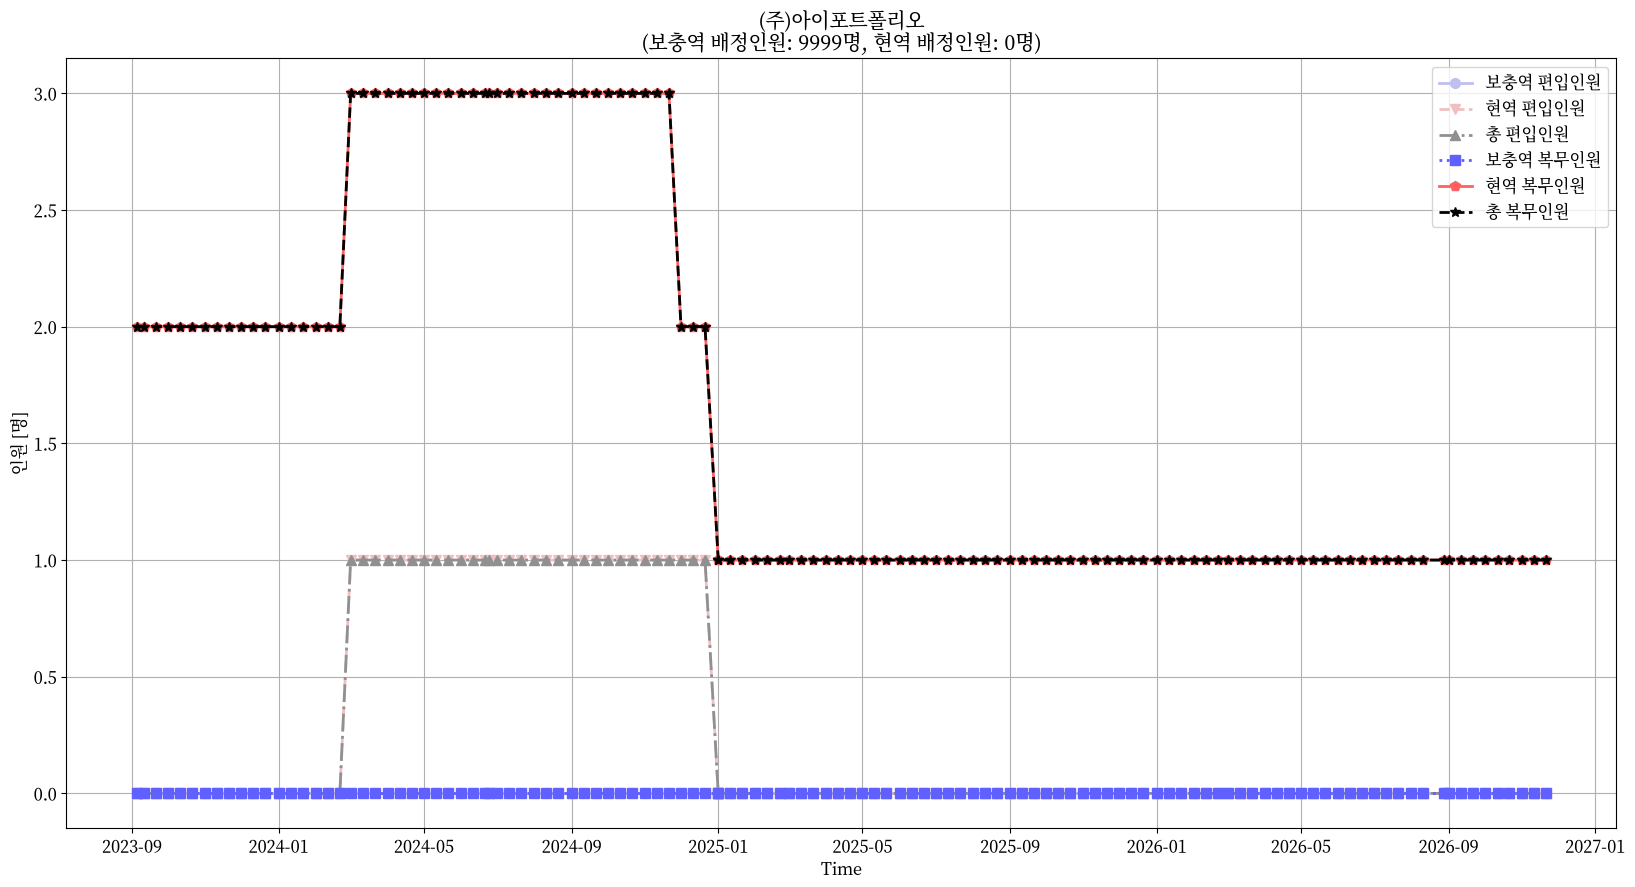 (주)아이포트폴리오
(보충역 배정인원: 9999명, 현역 배정인원: 0명)
보충역 편입인원
현역 편입인원
총 편입인원
보충역 복무인원
현역 복무인원
총 복무인원
인원 [명]
3.0
2.5
2.0
1.5
1.0
0.5
0.0
2023-09 2024-01 2024-05 2024-09 2025-01 2025-05 2025-09 2026-01 2026-05 2026-09 2027-01
Time